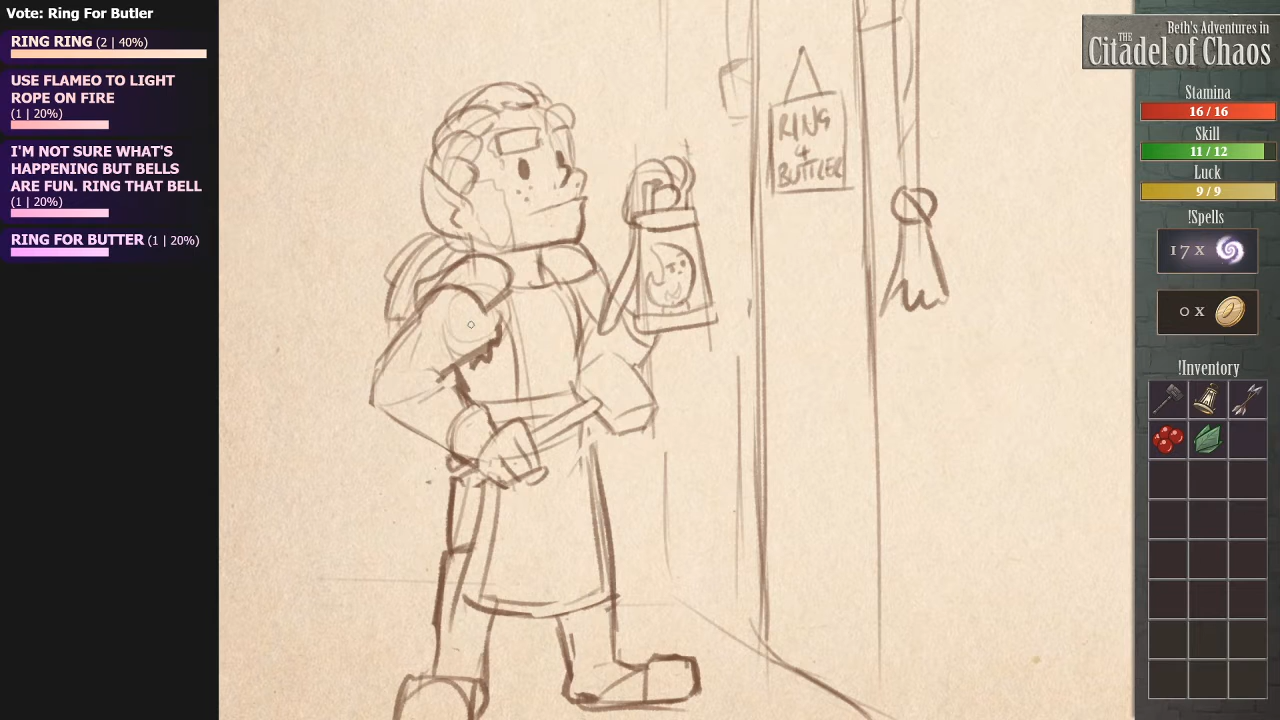 Vote: Ring For Butler
RING RING (2 | 40%)
USE FLAMEO TO LIGHT
ROPE ON FIRE
(1 | 20%)
I'M NOT SURE WHAT'S
HAPPENING BUT BELLS
ARE FUN. RING THAT BELL
(1 | 20%)
RING FOR BUTTER (1 | 20%)
RING
4
BUTTLER
Beth's Adventures in
THE
Citadel of Chaos
Stamina
16 / 16
Skill
11 / 12
Luck
9 / 9
!Spells
17 x
0 x
!Inventory